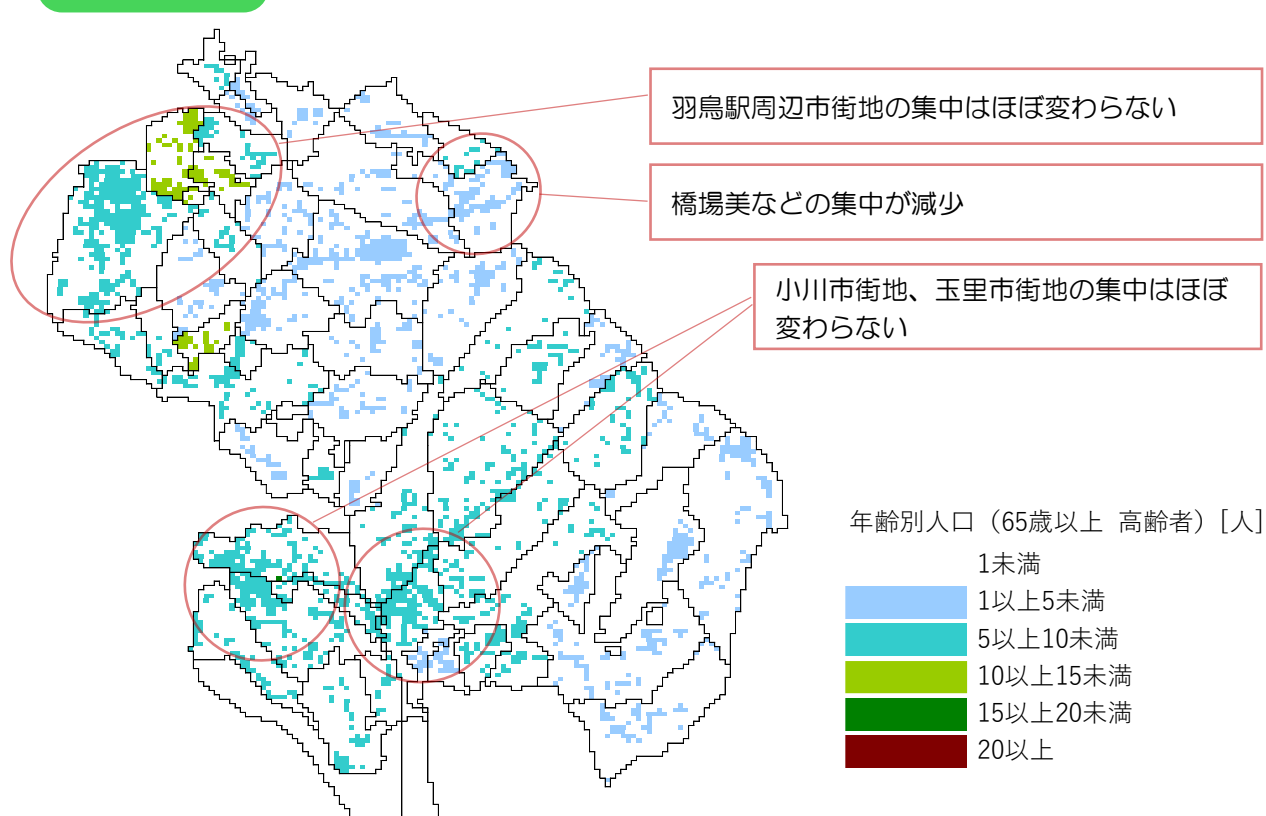 羽鳥駅周辺市街地の集中はほぼ変わらない
橋場美などの集中が減少
小川市街地、玉里市街地の集中はほぼ
変わらない
年齢別人口（65歳以上 高齢者）[人]
1未満
1以上5未満
5以上10未満
10以上15未満
15以上20未満
20以上